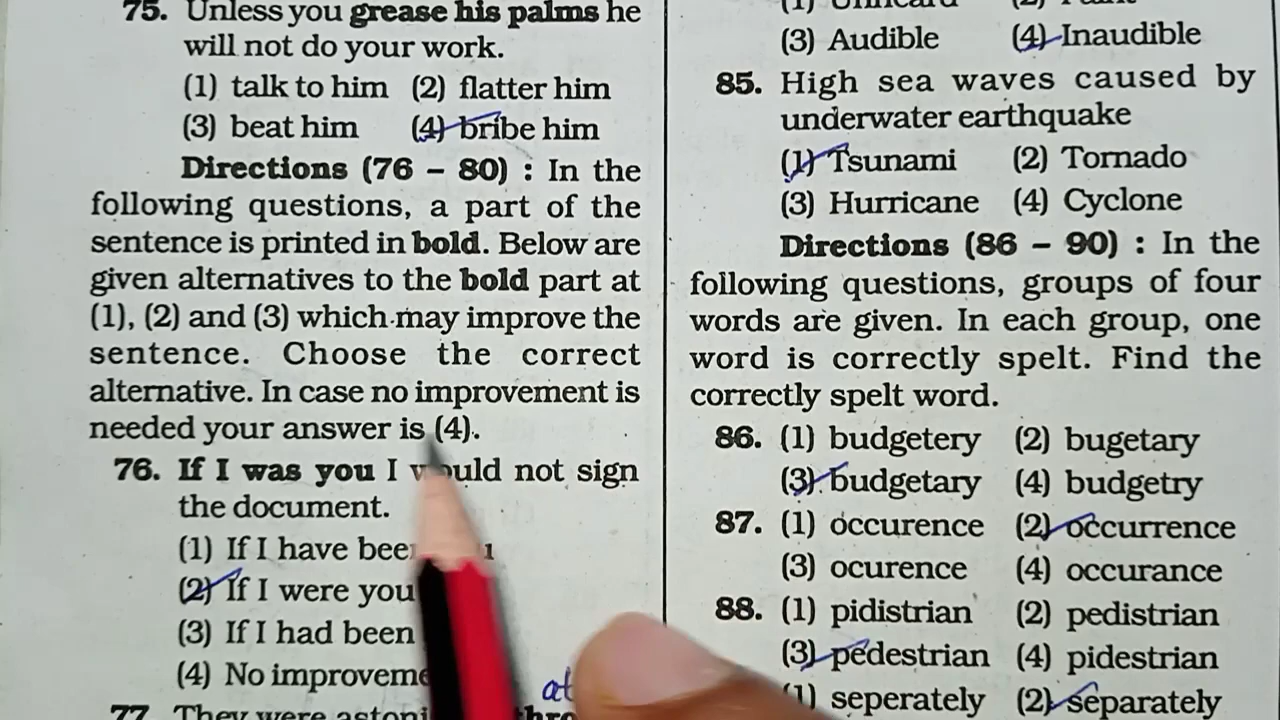 75. Unless you grease his palms he
will not do your work.
(1) talk to him (2) flatter him
(3) beat him (4) bribe him
Directions (76 – 80) : In the
following questions, a part of the
sentence is printed in bold. Below are
given alternatives to the bold part at
(1), (2) and (3) which may improve the
sentence. Choose the correct
alternative. In case no improvement is
needed your answer is (4).
76. If I was you I would not sign
the document.
(1) If I have
(2) If I were you
(3) If I had been
(4) No
77. They were
at
(3) Audible (4) Inaudible
85. High sea waves caused by
underwater earthquake
(1) Tsunami (2) Tornado
(3) Hurricane (4) Cyclone
Directions (86 – 90) : In the
following questions, groups of four
words are given. In each group, one
word is correctly spelt. Find the
correctly spelt word.
86. (1) budgetery (2) bugetary
(3) budgetary (4) budgetry
87. (1) occurence (2) occurrence
(3) ocurence (4) occurance
88. (1) pidistrian (2) pedistrian
(3) pedestrian (4) pidestrian
(1) seperately (2) separately